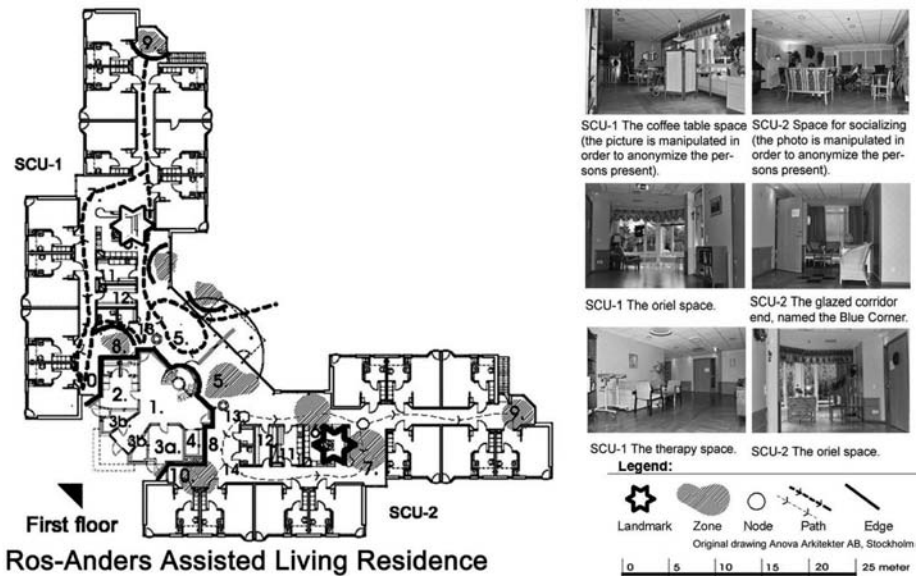 SCU-1
9.
12.
13.
8.
5.
2.
1.
5.
3b.
3b.
3a.
4.
8.
13.
12.
11.
14.
7.
9.
10.
SCU-2
First floor
Ros-Anders Assisted Living Residence
SCU-1 The coffee table space
(the picture is manipulated in
order to anonymize the per-
sons present).
SCU-2 Space for socializing
(the photo is manipulated in
order to anonymize the per-
sons present).
SCU-1 The oriel space.
SCU-2 The glazed corridor
end, named the Blue Corner.
SCU-1 The therapy space.
SCU-2 The oriel space.
Legend:
Landmark
Zone
Node
Path
Edge
Original drawing Anova Arkitekter AB, Stockholm
0 5 10 15 20 25 meter